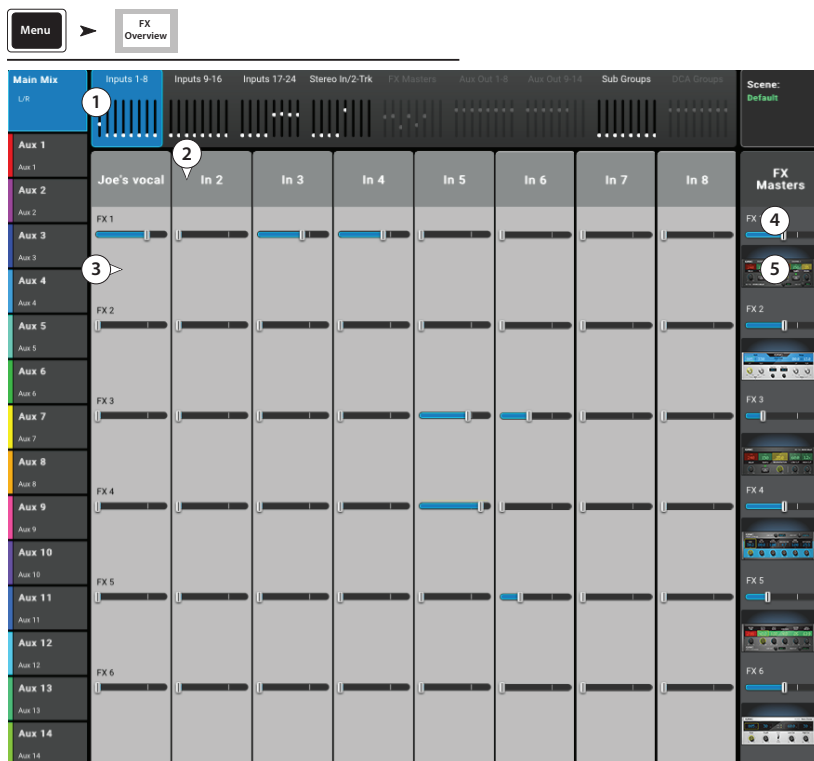 Menu
FX
Overview
Main Mix
L/R
Inputs 1-8
Inputs 9-16
Inputs 17-24
Stereo In/2-Trk
FX Masters
Aux Out 1-8
Aux Out 9-14
Sub Groups
DCA Groups
Scene:
Default
1
2
Joe's vocal
In 2
In 3
In 4
In 5
In 6
In 7
In 8
FX
Masters
Aux 1
Aux 1
Aux 2
Aux 2
Aux 3
Aux 3
Aux 4
Aux 4
Aux 5
Aux 5
Aux 6
Aux 6
Aux 7
Aux 7
Aux 8
Aux 8
Aux 9
Aux 9
Aux 10
Aux 10
Aux 11
Aux 11
Aux 12
Aux 12
Aux 13
Aux 13
Aux 14
Aux 14
FX 1
3
FX 2
FX 3
FX 4
FX 5
FX 6
FX
4
5
FX 2
FX 3
FX 4
FX 5
FX 6